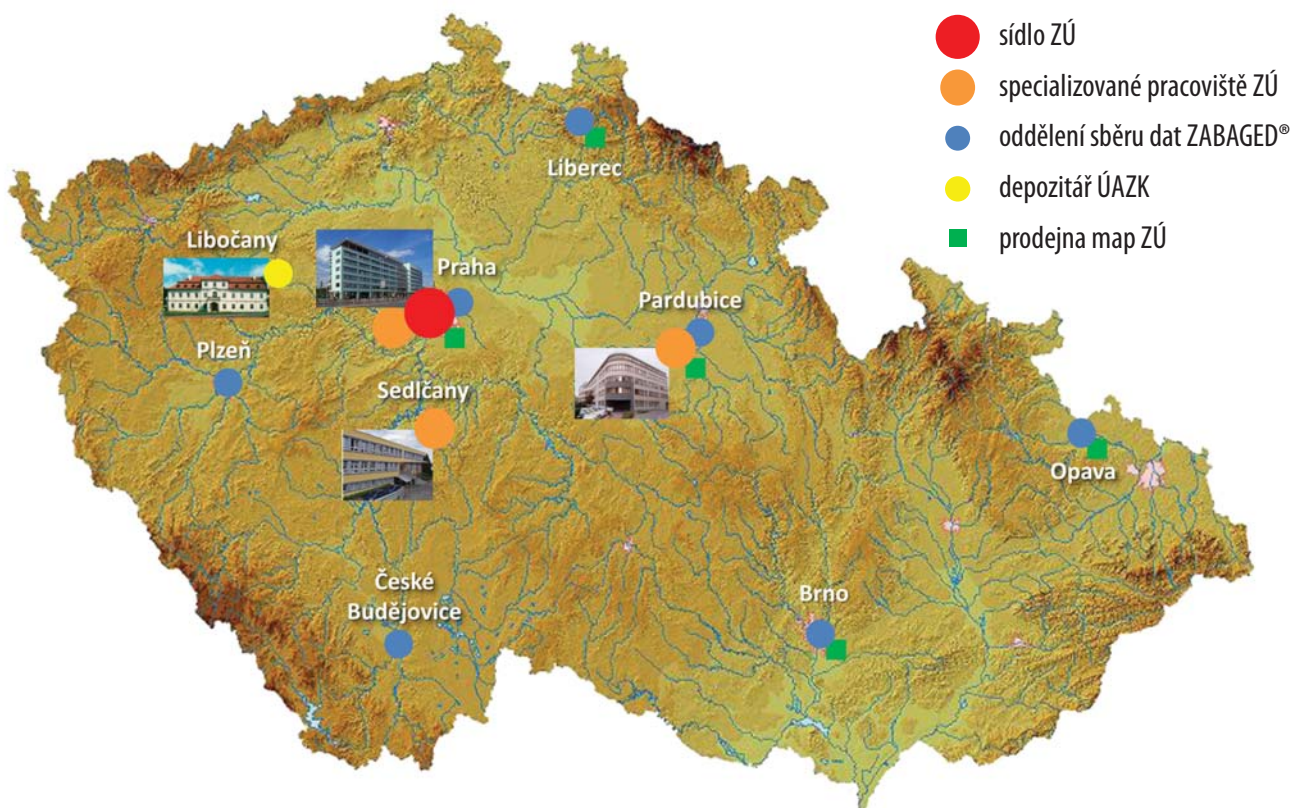 sídlo ZÚ
specializované pracoviště ZÚ
oddělení sběru dat ZABAGED®
depozitář ÚAZK
prodejna map ZÚ
Liberec
Libočany
Praha
Pardubice
Plzeň
Sedlčany
Opava
České
Budějovice
Brno